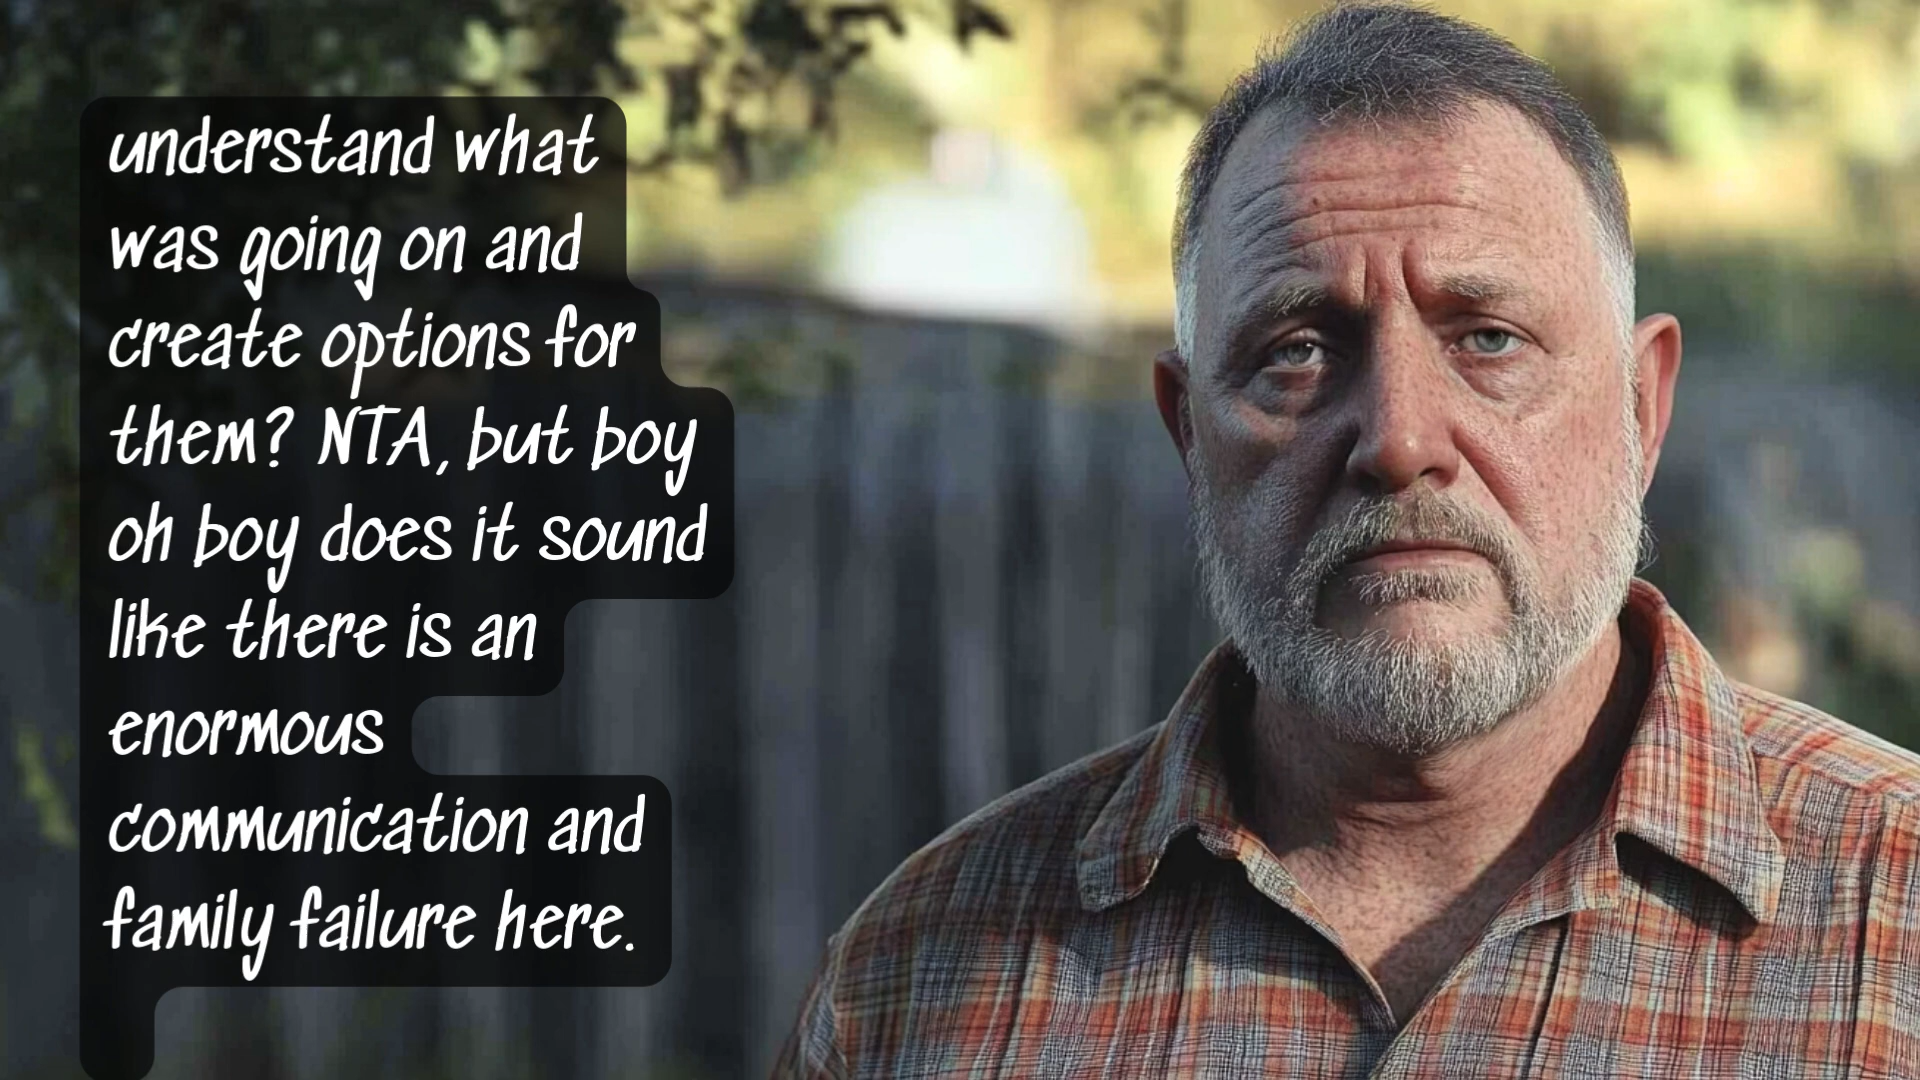 understand what
was going on and
create options for
them? NTA, but boy
oh boy does it sound
like there is an
enormous
communication and
family failure here.